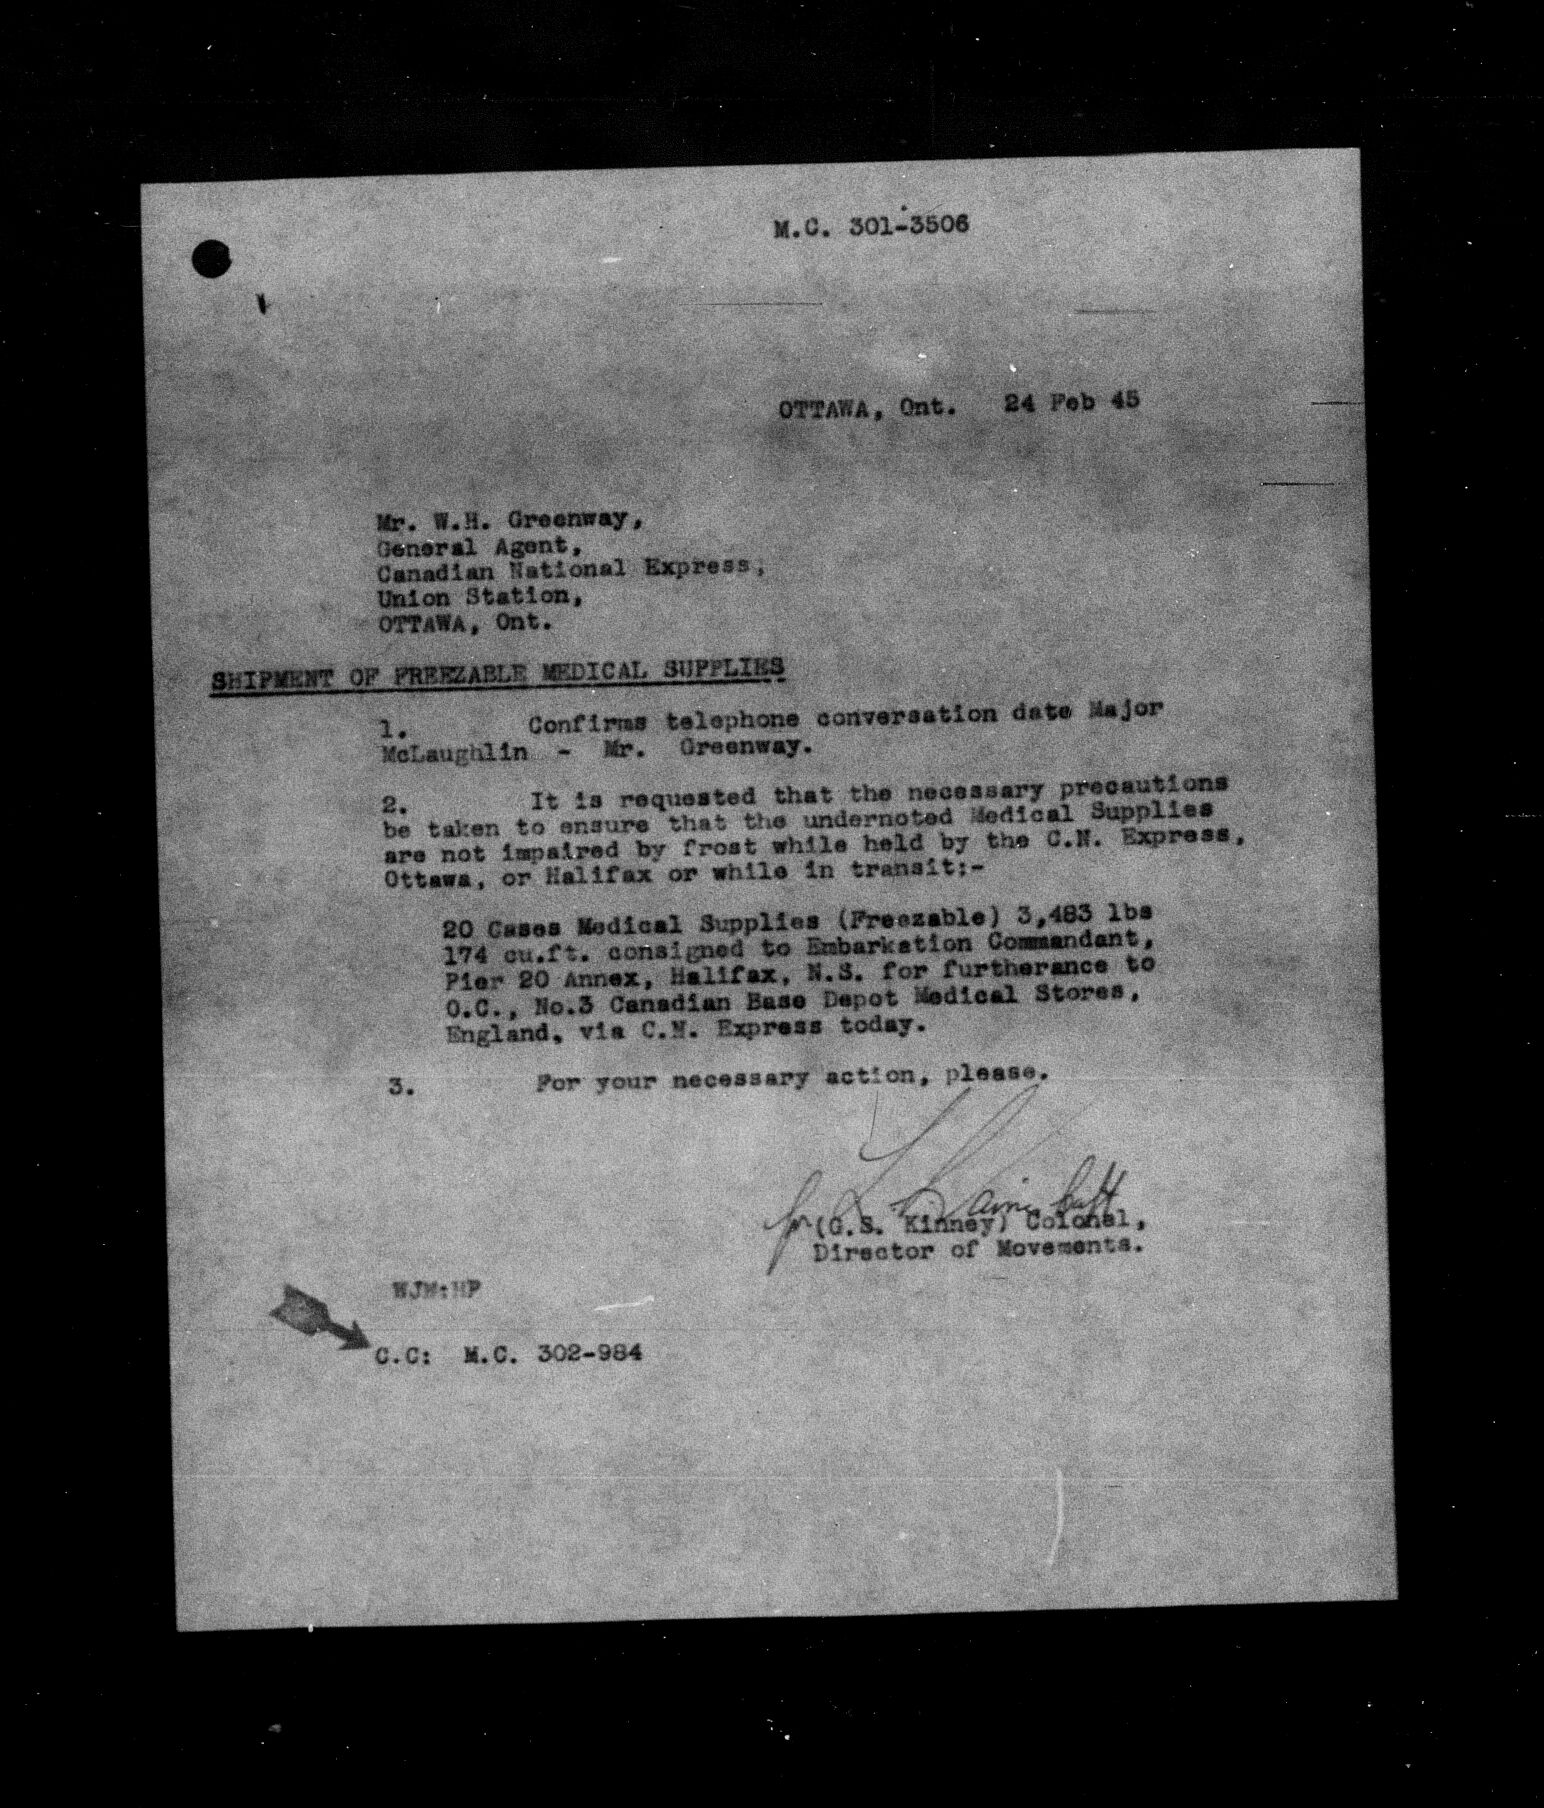 M.C. 301-3506
OTTAWA, Ont. 24 Feb 45
Mr. W.H. Greenway,
General Agent,
Canadian National Express,
Union Station,
OTTAWA, Ont.
SHIPMENT OF FREEZABLE MEDICAL SUPPLIES
1. Confirms telephone conversation date Major
McLaughlin - Mr. Greenway.
2. It is requested that the necessary precautions
be taken to ensure that the undernoted Medical Supplies
are not impaired by frost while held by the C.N. Express,
Ottawa, or Halifax or while in transit:-
20 Cases Medical Supplies (Freezable) 3,483 lbs
174 cu.ft. consigned to Embarkation Commandant,
Pier 20 Annex, Halifax, N.S. for furtherance to
O.C., No.3 Canadian Base Depot Medical Stores,
England, via C.N. Express today.
3. For your necessary action, please.
for (G.S. Kinney) Colonel,
Director of Movements.
WJM:HP
C.C: M.C. 302-984